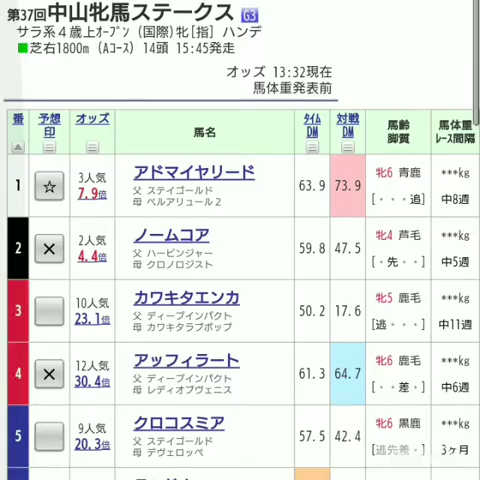 第37回中山牝馬ステークス G3
サラ系4歳上オープン (国際)牝[指] ハンデ
■芝右1800m (Aコース) 14頭 15:45発走
オッズ 13:32現在
馬体重発表前
番 予想印 オッズ 馬名 タイムDM 対戦DM 馬齢 脚質 馬体重 レース間隔
1 ☆ 3人気 7.9倍 アドマイヤリード 63.9 73.9 牝6 青鹿 ***kg
父 ステイゴールド
母 ベルアリュール2 [・・・追] 中8週
2 × 2人気 4.4倍 ノームコア 59.8 47.5 牝4 芦毛 ***kg
父 ハービンジャー
母 クロノロジスト [・先・・] 中5週
3 10人気 23.1倍 カワキタエンカ 50.2 17.6 牝5 鹿毛 ***kg
父 ディープインパクト
母 カワキタラブポップ [逃・・・] 中11週
4 × 12人気 30.4倍 アッフィラート 61.3 64.7 牝6 鹿毛 ***kg
父 ディープインパクト
母 レディオブヴェニス [・・差・] 中6週
5 9人気 20.3倍 クロコスミア 57.5 42.4 牝6 黒鹿 ***kg
父 ステイゴールド
母 デヴェロッペ [逃先差・] 3ヶ月